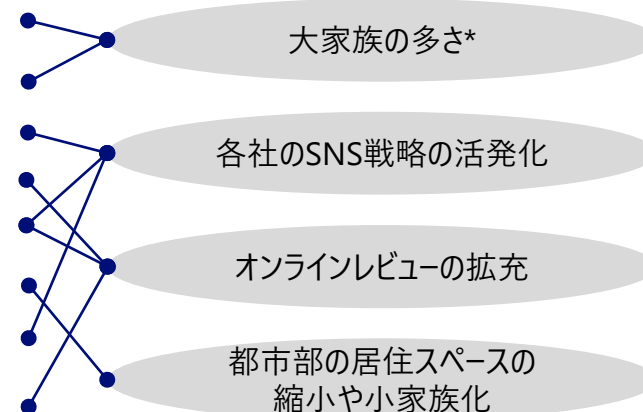 大家族の多さ*
各社のSNS戦略の活発化
オンラインレビューの拡充
都市部の居住スペースの
縮小や小家族化